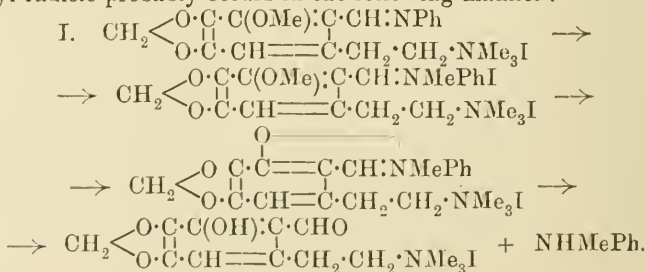 probably occurs in the following manner :
O·C·C(OMe):C·CH:NPh
I. CH2< —>
O·C·CH=C·CH2·CH2·NMe3I
O·C·C(OMe):C·CH:NMePhI
—> CH2< —>
O·C·CH=C·CH2·CH2·NMe3I
O
O C·C=C·CH:NMePh
—> CH2< —>
O·C·CH=C·CH2·CH2·NMe3I
O·C·C(OH):C·CHO
—> CH2< + NHMePh.
O·C·CH=C·CH2·CH2·NMe3I